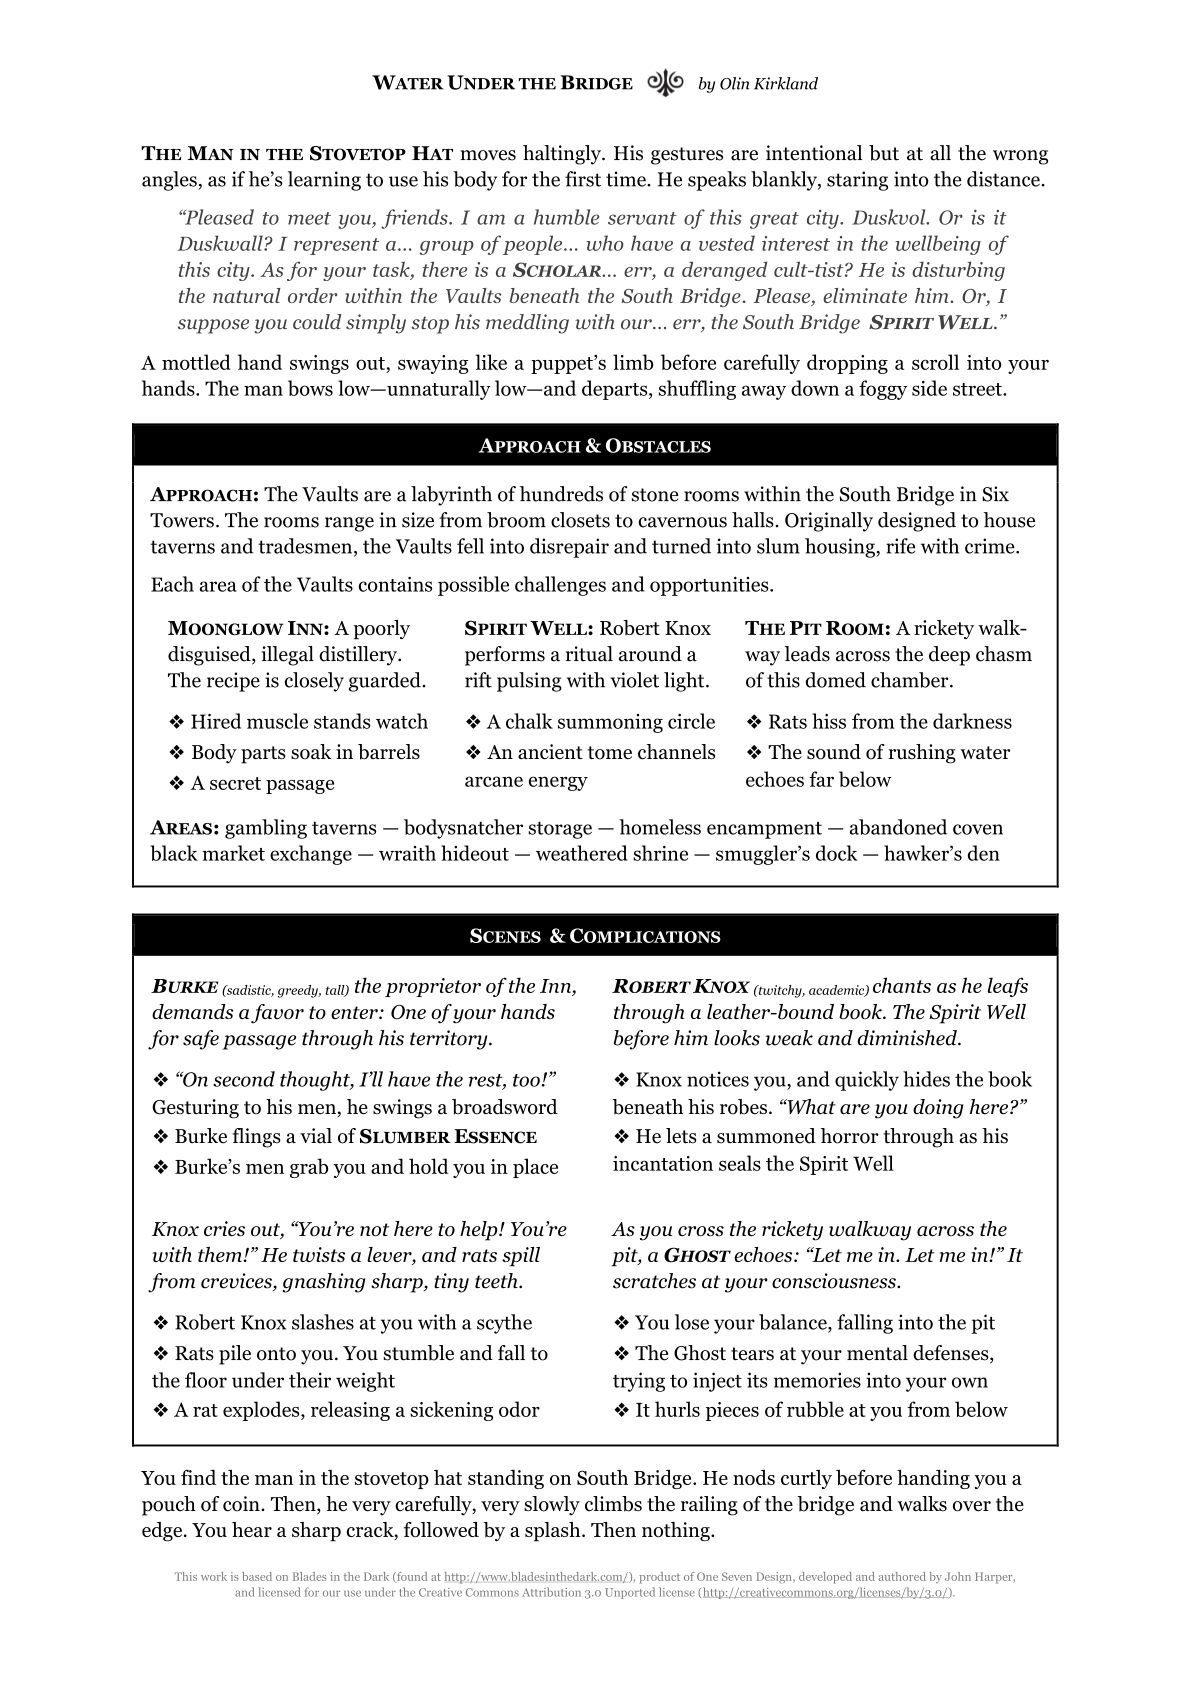 WATER UNDER THE BRIDGE by Olin Kirkland
THE MAN IN THE STOVETOP HAT moves haltingly. His gestures are intentional but at all the wrong
angles, as if he’s learning to use his body for the first time. He speaks blankly, staring into the distance.
“Pleased to meet you, friends. I am a humble servant of this great city. Duskvol. Or is it
Duskwall? I represent a… group of people… who have a vested interest in the wellbeing of
this city. As for your task, there is a SCHOLAR… err, a deranged cult-tist? He is disturbing
the natural order within the Vaults beneath the South Bridge. Please, eliminate him. Or, I
suppose you could simply stop his meddling with our… err, the South Bridge SPIRIT WELL.”
A mottled hand swings out, swaying like a puppet’s limb before carefully dropping a scroll into your
hands. The man bows low—unnaturally low—and departs, shuffling away down a foggy side street.
APPROACH & OBSTACLES
APPROACH: The Vaults are a labyrinth of hundreds of stone rooms within the South Bridge in Six
Towers. The rooms range in size from broom closets to cavernous halls. Originally designed to house
taverns and tradesmen, the Vaults fell into disrepair and turned into slum housing, rife with crime.
Each area of the Vaults contains possible challenges and opportunities.
MOONGLOW INN: A poorly
disguised, illegal distillery.
The recipe is closely guarded.
❖ Hired muscle stands watch
❖ Body parts soak in barrels
❖ A secret passage
SPIRIT WELL: Robert Knox
performs a ritual around a
rift pulsing with violet light.
❖ A chalk summoning circle
❖ An ancient tome channels
arcane energy
THE PIT ROOM: A rickety walk-
way leads across the deep chasm
of this domed chamber.
❖ Rats hiss from the darkness
❖ The sound of rushing water
echoes far below
AREAS: gambling taverns — bodysnatcher storage — homeless encampment — abandoned coven
black market exchange — wraith hideout — weathered shrine — smuggler’s dock — hawker’s den
SCENES & COMPLICATIONS
BURKE (sadistic, greedy, tall) the proprietor of the Inn,
demands a favor to enter: One of your hands
for safe passage through his territory.
❖ “On second thought, I’ll have the rest, too!”
Gesturing to his men, he swings a broadsword
❖ Burke flings a vial of SLUMBER ESSENCE
❖ Burke’s men grab you and hold you in place
ROBERT KNOX (twitchy, academic) chants as he leafs
through a leather-bound book. The Spirit Well
before him looks weak and diminished.
❖ Knox notices you, and quickly hides the book
beneath his robes. “What are you doing here?”
❖ He lets a summoned horror through as his
incantation seals the Spirit Well
Knox cries out, “You’re not here to help! You’re
with them!” He twists a lever, and rats spill
from crevices, gnashing sharp, tiny teeth.
❖ Robert Knox slashes at you with a scythe
❖ Rats pile onto you. You stumble and fall to
the floor under their weight
❖ A rat explodes, releasing a sickening odor
As you cross the rickety walkway across the
pit, a GHOST echoes: “Let me in. Let me in!” It
scratches at your consciousness.
❖ You lose your balance, falling into the pit
❖ The Ghost tears at your mental defenses,
trying to inject its memories into your own
❖ It hurls pieces of rubble at you from below
You find the man in the stovetop hat standing on South Bridge. He nods curtly before handing you a
pouch of coin. Then, he very carefully, very slowly climbs the railing of the bridge and walks over the
edge. You hear a sharp crack, followed by a splash. Then nothing.
This work is based on Blades in the Dark (found at http://www.bladesinthedark.com/), product of One Seven Design, developed and authored by John Harper,
and licensed for our use under the Creative Commons Attribution 3.0 Unported license (http://creativecommons.org/licenses/by/3.0/).